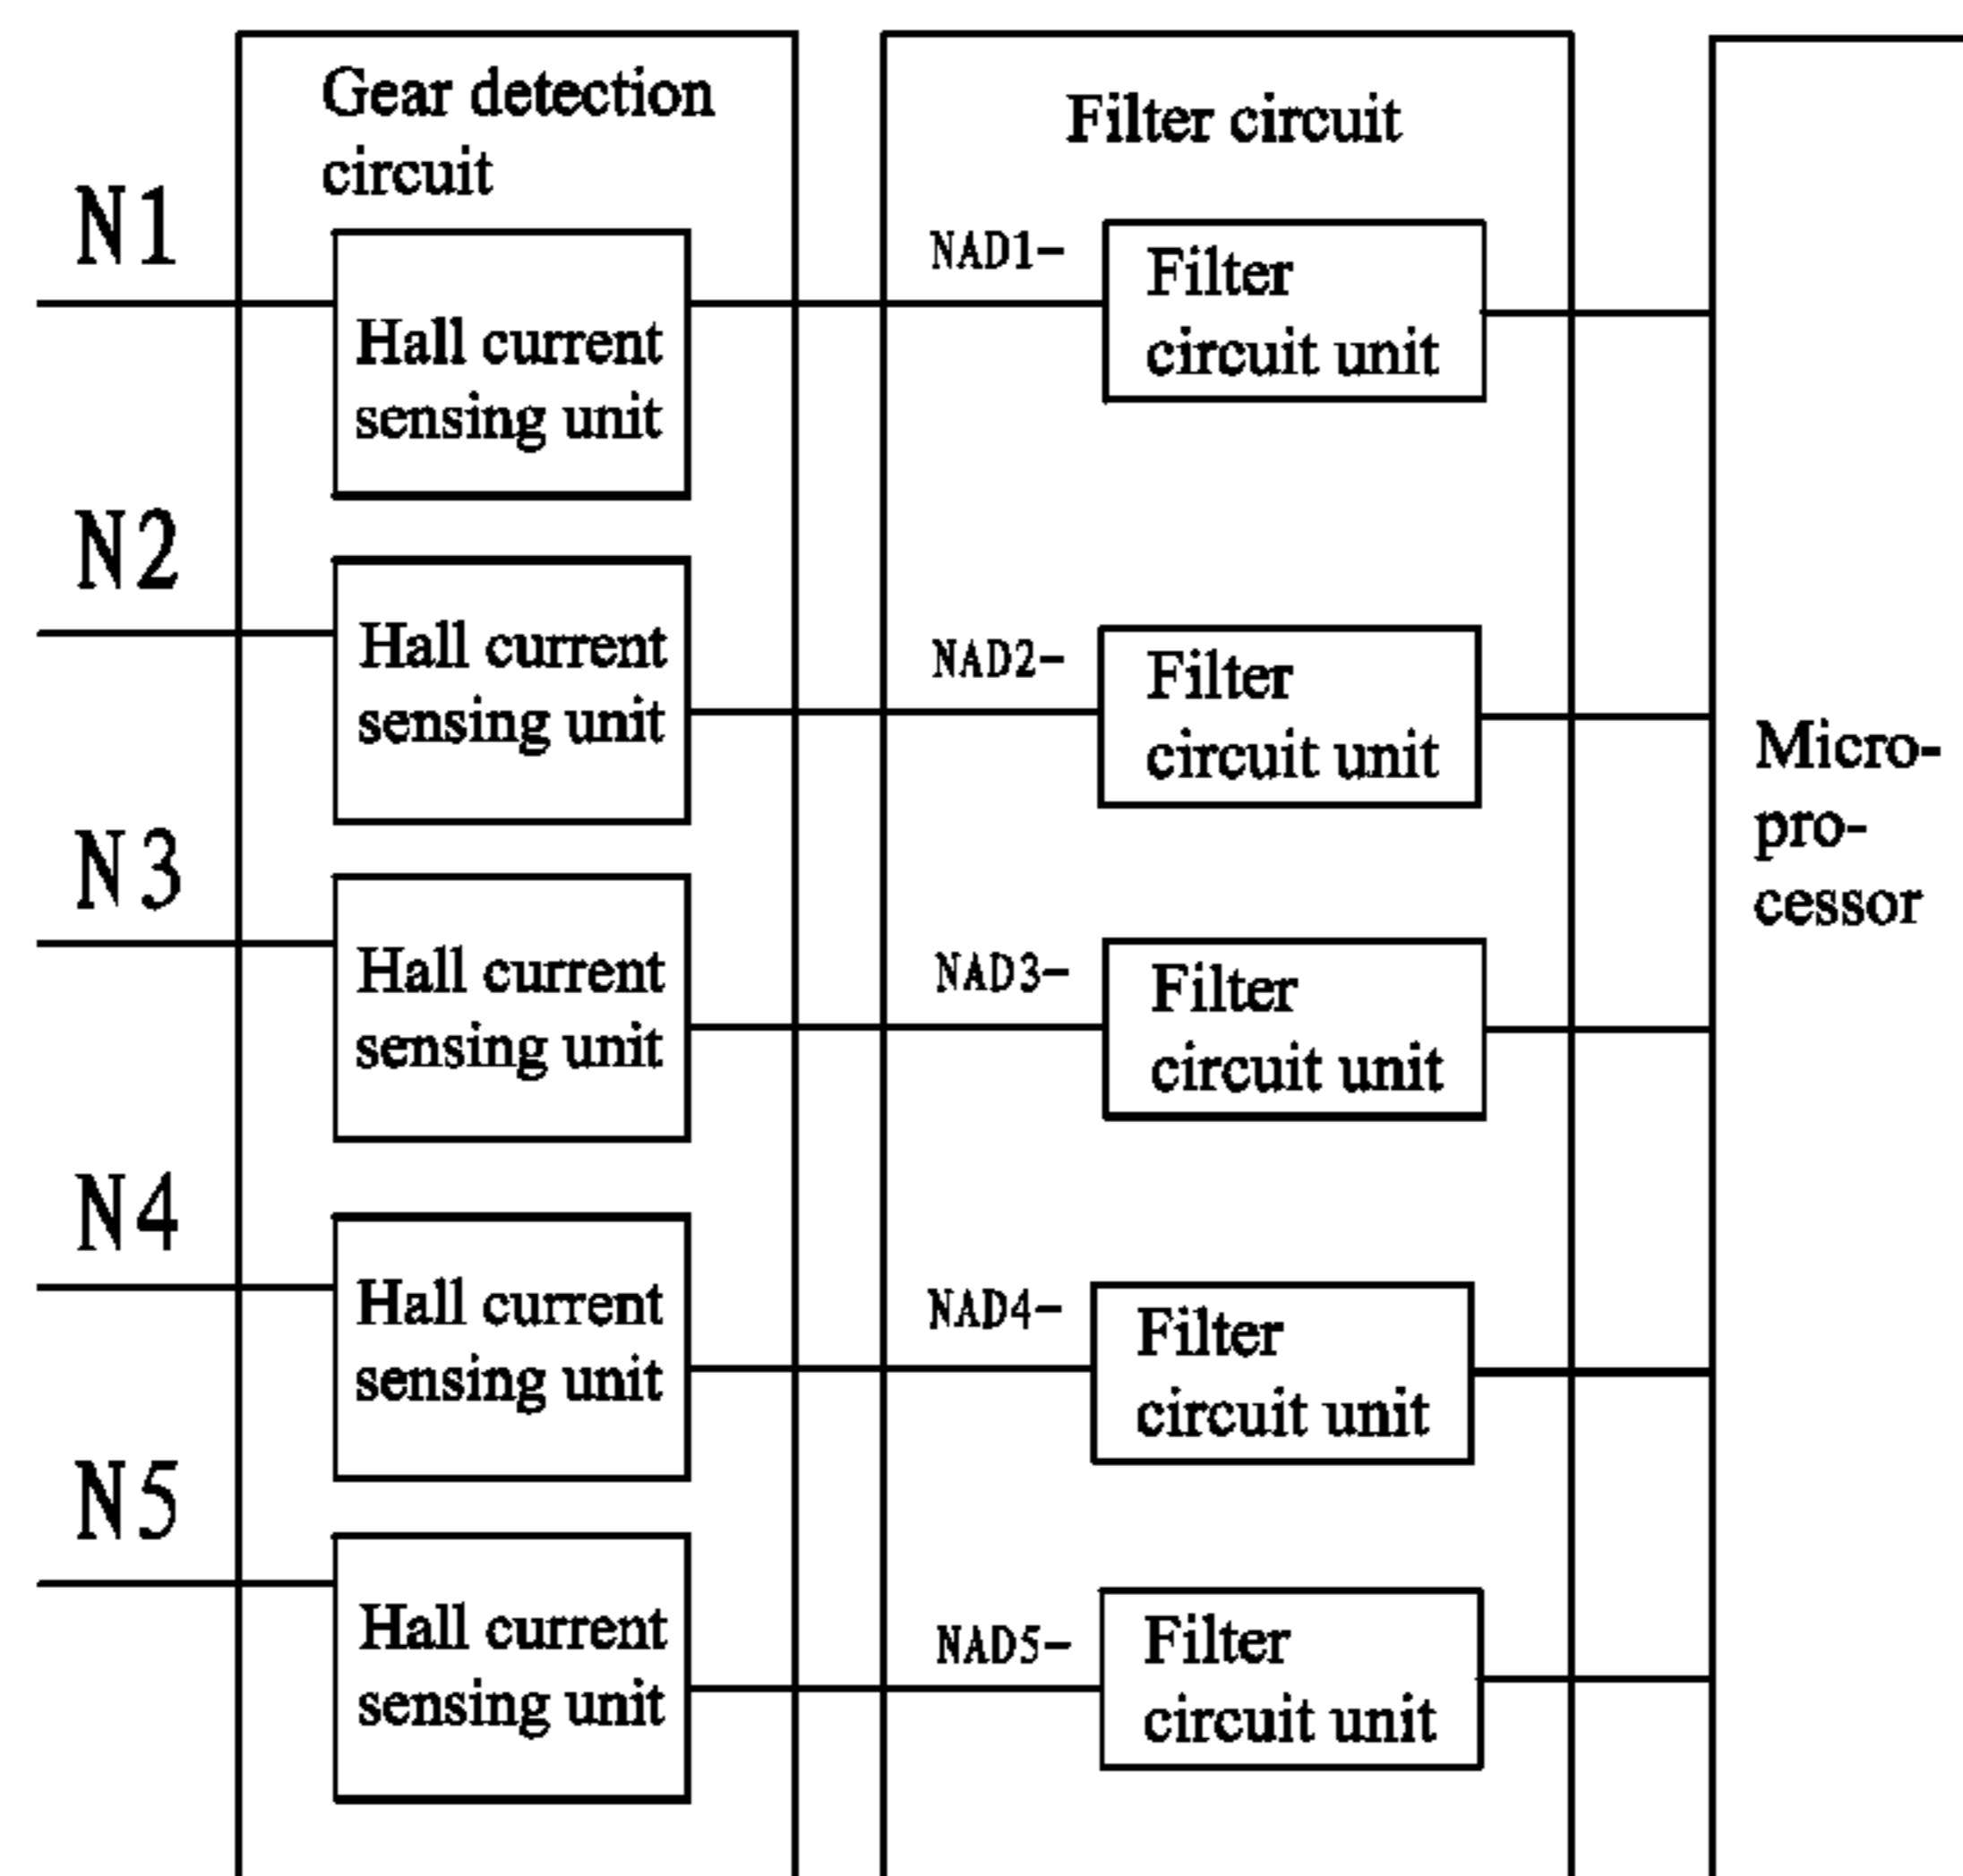 Gear detection
circuit
Filter circuit
N1
Hall current
sensing unit
NAD1-
Filter
circuit unit
N2
Hall current
sensing unit
NAD2-
Filter
circuit unit
N3
Hall current
sensing unit
NAD3-
Filter
circuit unit
N4
Hall current
sensing unit
NAD4-
Filter
circuit unit
N5
Hall current
sensing unit
NAD5-
Filter
circuit unit
Micro-
pro-
cessor